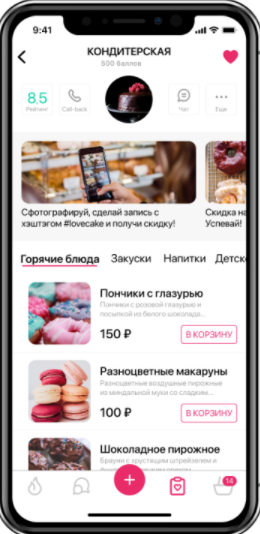 9:41
КОНДИТЕРСКАЯ
500 баллов
8.5
Рейтинг
Call-back
Чат
Еще
Сфотографируй, сделай запись с
хэштэгом #lovecake и получи скидку!
Скидка на
Успевай!
Горячие блюда Закуски Напитки Детск
Пончики с глазурью
Пончики с розовой глазурью и
посыпкой из белого шоколада...
150 ₽
В КОРЗИНУ
Разноцветные макаруны
Разноцветные воздушные пирожные
из миндальной муки со сладким...
100 ₽
В КОРЗИНУ
Шоколадное пирожное
Брауни с хрустящим штрейзелем и
14